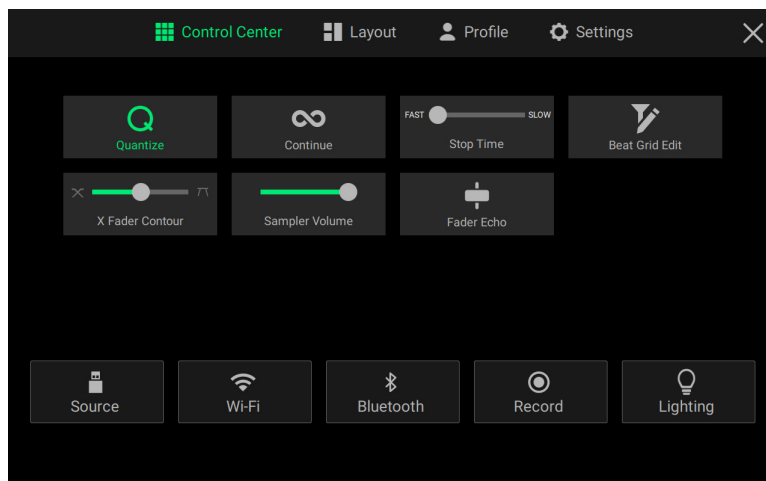 Control Center
Layout
Profile
Settings
Quantize
Continue
FAST
SLOW
Stop Time
Beat Grid Edit
X Fader Contour
Sampler Volume
Fader Echo
Source
Wi-Fi
Bluetooth
Record
Lighting